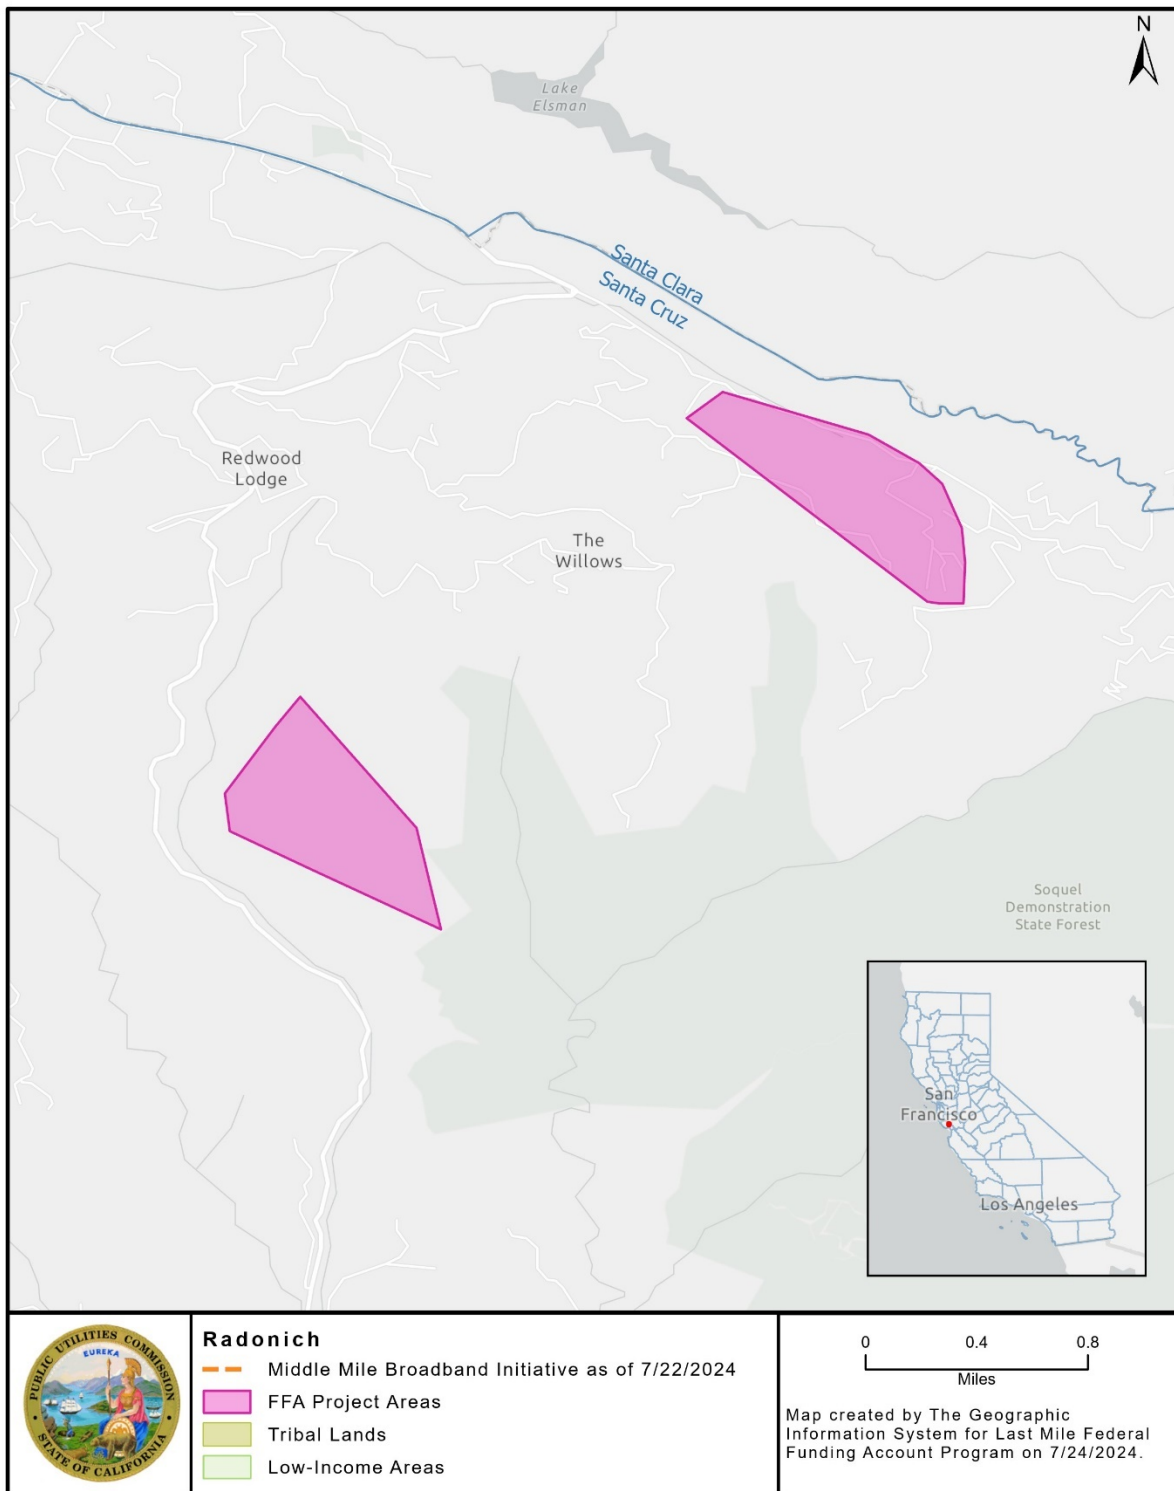 N
Lake
Elsman
Santa Clara
Santa Cruz
Redwood
Lodge
The
Willows
Soquel
Demonstration
State Forest
San
Francisco
Los Angeles
PUBLIC UTILITIES COMMISSION
EUREKA
STATE OF CALIFORNIA
Radonich
Middle Mile Broadband Initiative as of 7/22/2024
FFA Project Areas
Tribal Lands
Low-Income Areas
0 0.4 0.8
Miles
Map created by The Geographic
Information System for Last Mile Federal
Funding Account Program on 7/24/2024.